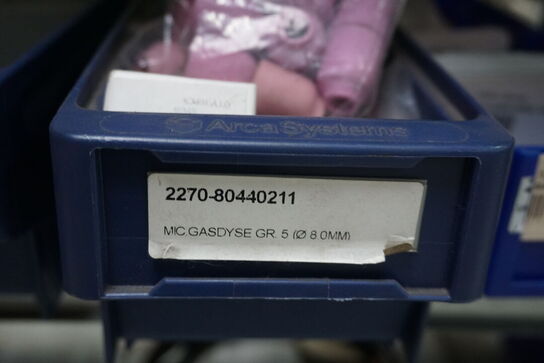 ArcaSystems
2270-80440211
MIC.GASDYSE GR. 5 (Ø 8.0MM)